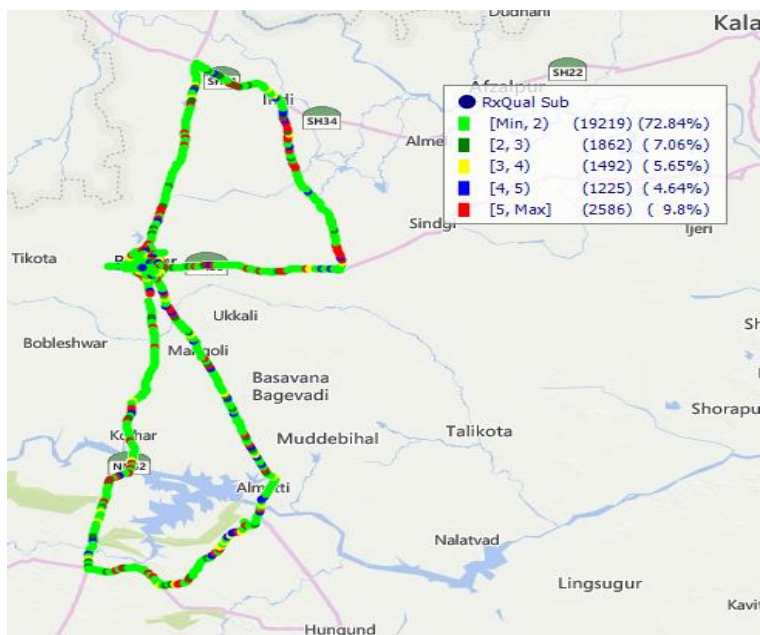 Dudhani
Kala
SH22
Afzalpur
SH34
Indi
RxQual Sub
[Min, 2) (19219) (72.84%)
[2, 3) (1862) ( 7.06%)
[3, 4) (1492) ( 5.65%)
[4, 5) (1225) ( 4.64%)
[5, Max] (2586) ( 9.8%)
Alme
Sindgi
Ijeri
Tikota
Ukkali
Sh
Bobleshwar
Basavana
Bagevadi
Shorapu
Talikota
Muddebihal
Nalatvad
Lingsugur
Kavit
Hungund